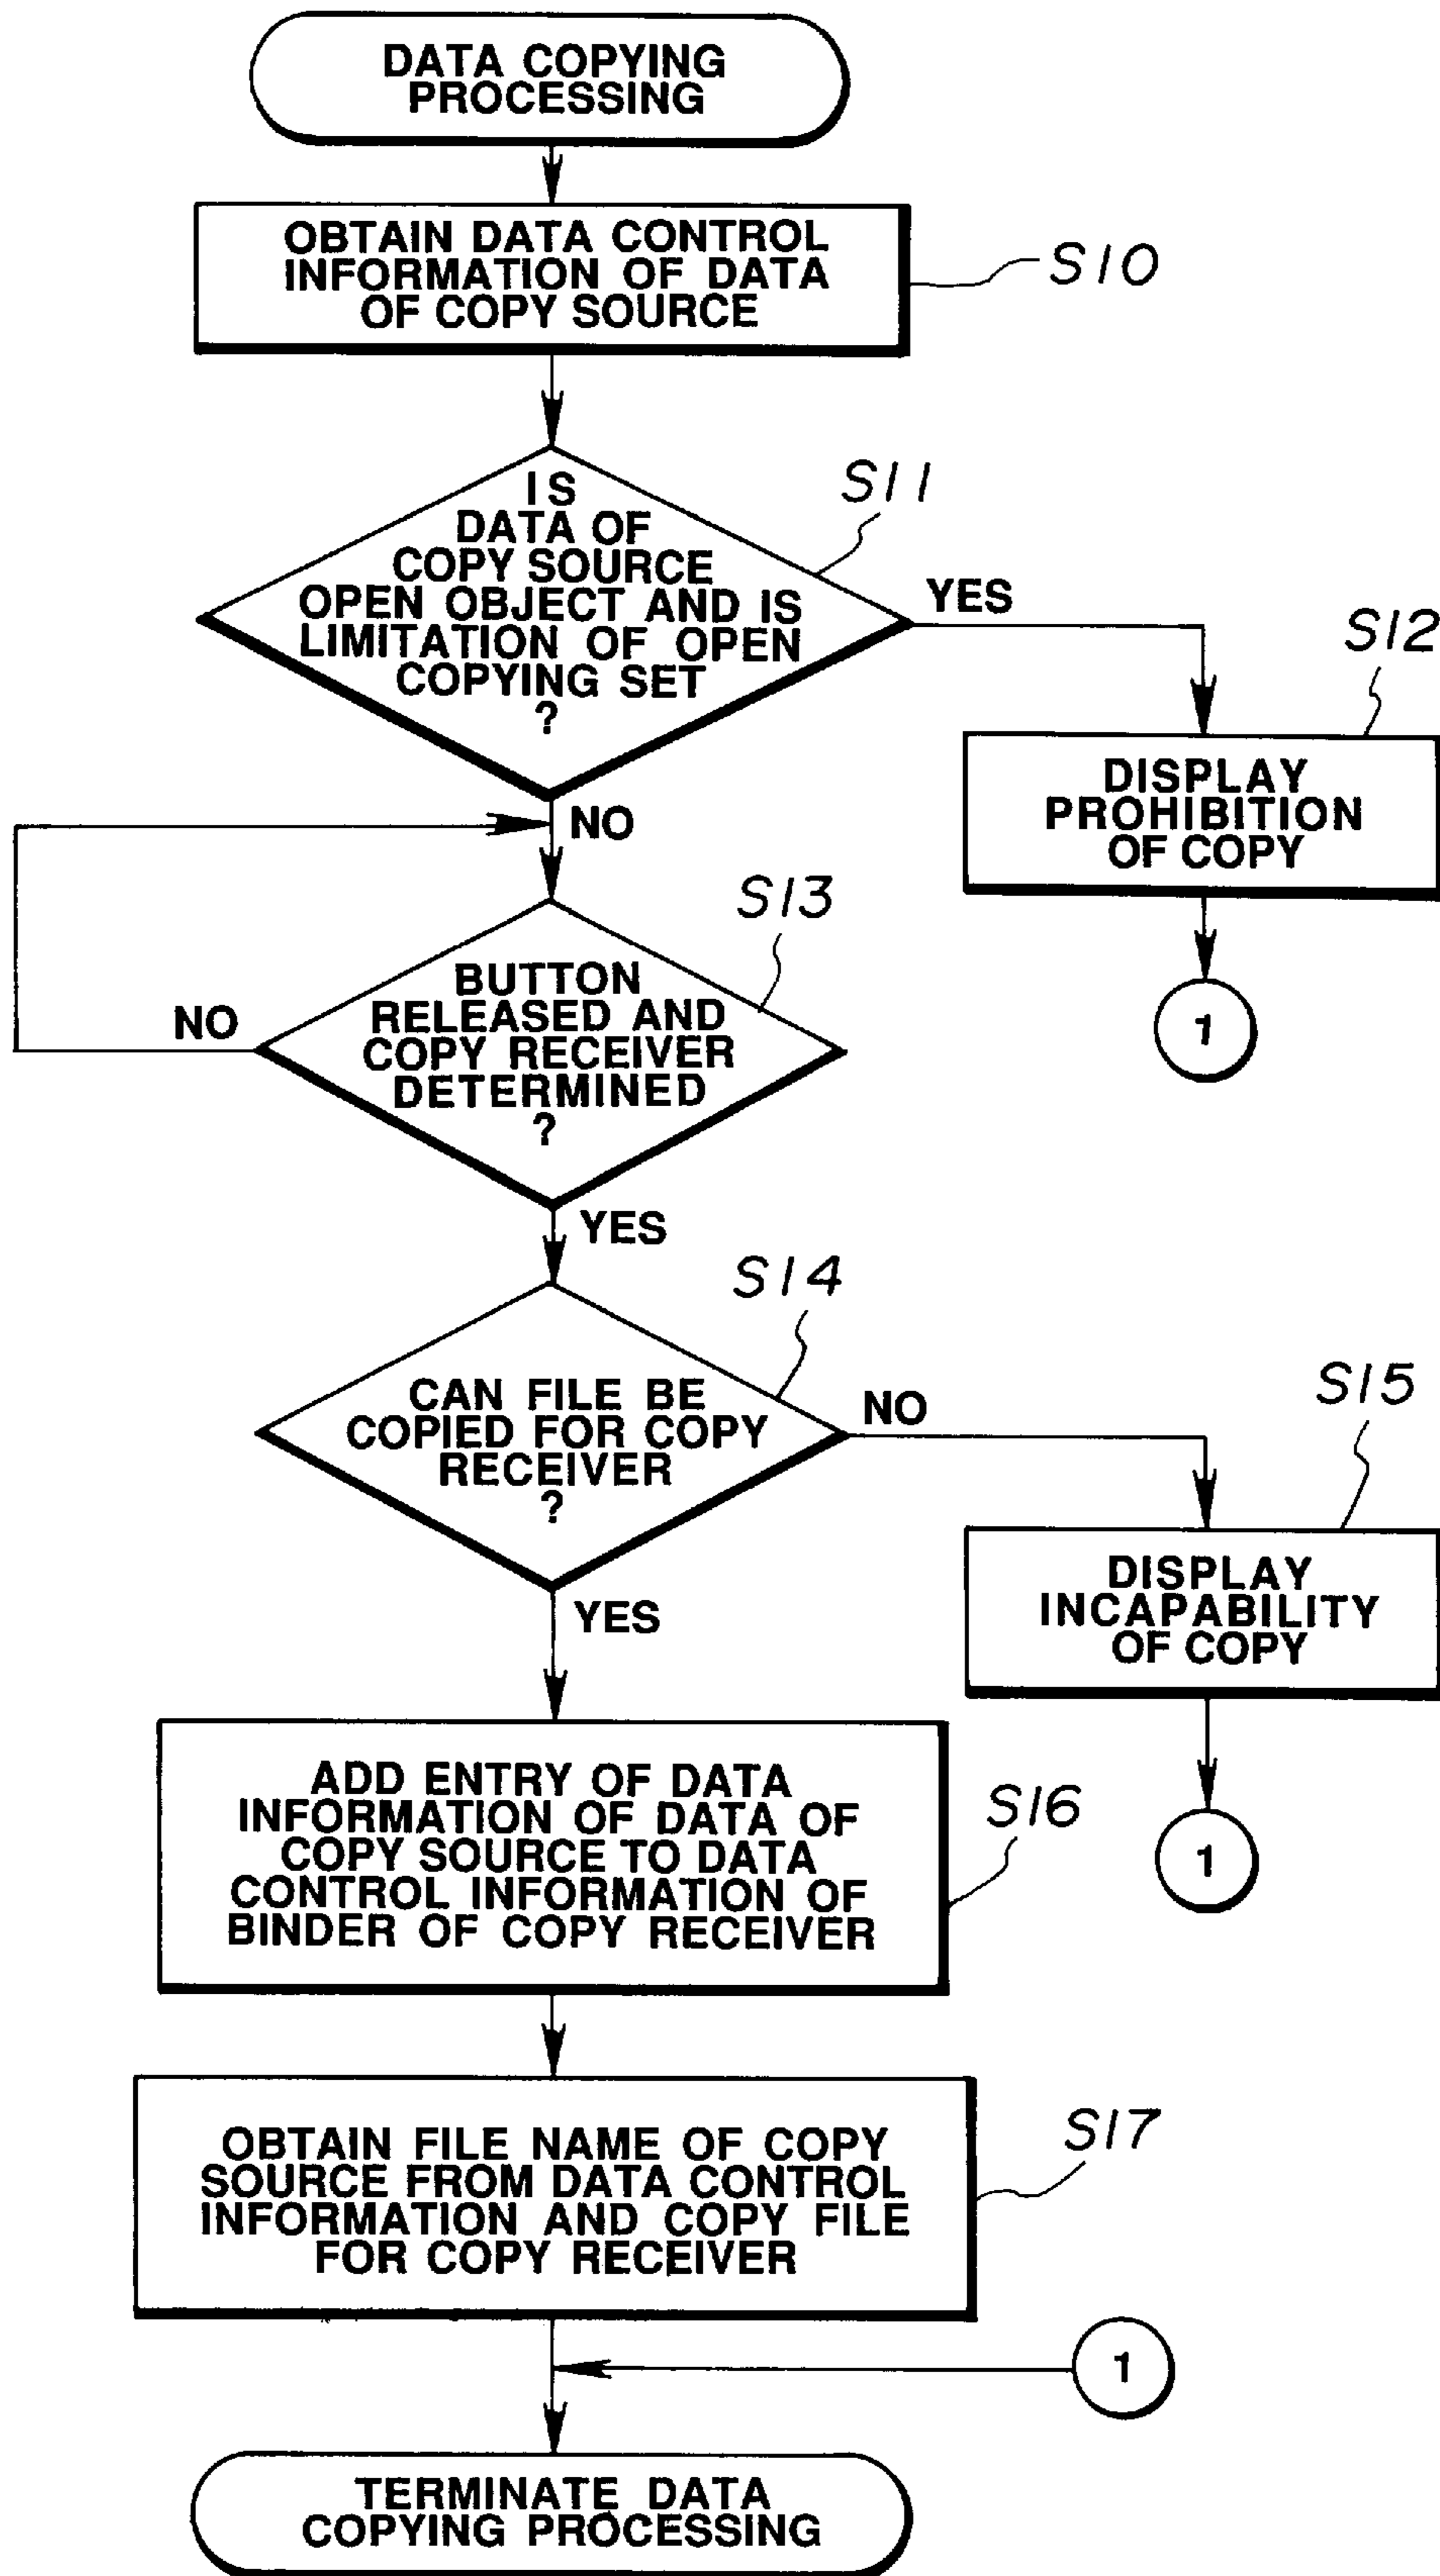 DATA COPYING
PROCESSING
OBTAIN DATA CONTROL
INFORMATION OF DATA
OF COPY SOURCE
S10
IS
DATA OF
COPY SOURCE
OPEN OBJECT AND IS
LIMITATION OF OPEN
COPYING SET
?
S11
YES
S12
DISPLAY
PROHIBITION
OF COPY
1
NO
S13
BUTTON
RELEASED AND
COPY RECEIVER
DETERMINED
?
NO
YES
S14
CAN FILE BE
COPIED FOR COPY
RECEIVER
?
NO
S15
DISPLAY
INCAPABILITY
OF COPY
1
YES
ADD ENTRY OF DATA
INFORMATION OF DATA OF
COPY SOURCE TO DATA
CONTROL INFORMATION OF
BINDER OF COPY RECEIVER
S16
OBTAIN FILE NAME OF COPY
SOURCE FROM DATA CONTROL
INFORMATION AND COPY FILE
FOR COPY RECEIVER
S17
1
TERMINATE DATA
COPYING PROCESSING